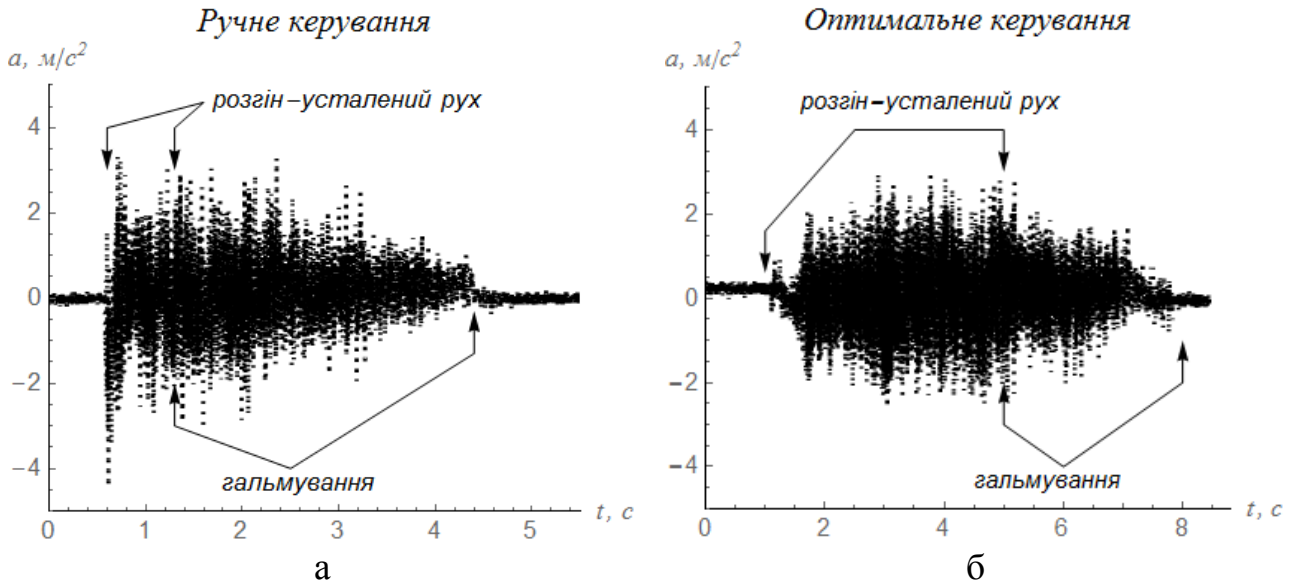 Ручне керування
a, м/с²
розгін–усталений рух
4
2
0
−2
−4
гальмування
0
1
2
3
4
5
t, с
а
Оптимальне керування
a, м/с²
розгін–усталений рух
4
2
0
−2
−4
гальмування
0
2
4
6
8
t, с
б